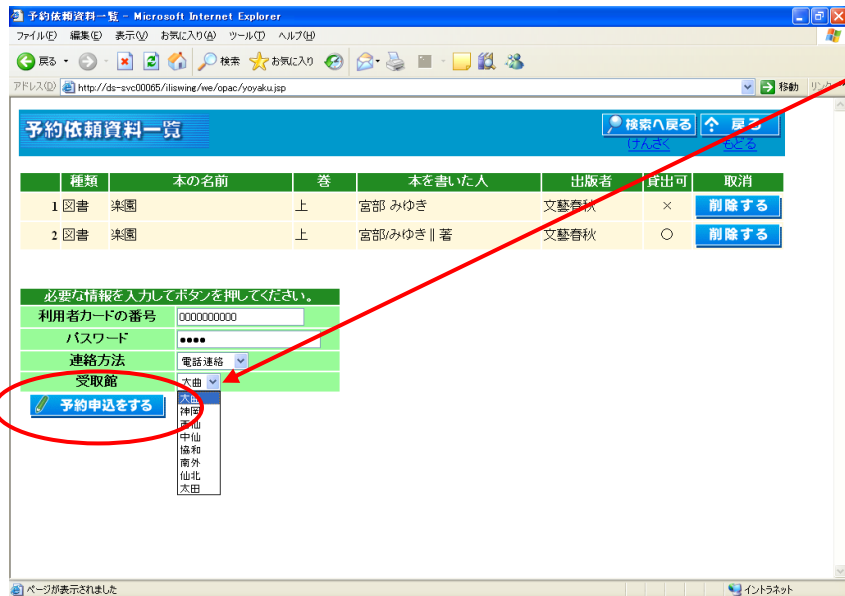 予約依頼資料一覧 - Microsoft Internet Explorer
ファイル(F) 編集(E) 表示(V) お気に入り(A) ツール(T) ヘルプ(H)
戻る 検索 お気に入り
アドレス(D) http://ds-svc00065/iliswing/we/opac/yoyaku.jsp 移動 リンク
予約依頼資料一覧 検索へ戻る 戻る
けんさく もどる
種類 本の名前 巻 本を書いた人 出版者 貸出可 取消
1 図書 楽園 上 宮部 みゆき 文藝春秋 × 削除する
2 図書 楽園 上 宮部/みゆき‖著 文藝春秋 ○ 削除する
必要な情報を入力してボタンを押してください。
利用者カードの番号 0000000000
パスワード ●●●●
連絡方法 電話連絡
受取館 大曲
予約申込をする
大曲
神岡
西仙
中仙
協和
南外
仙北
太田
ページが表示されました イントラネット